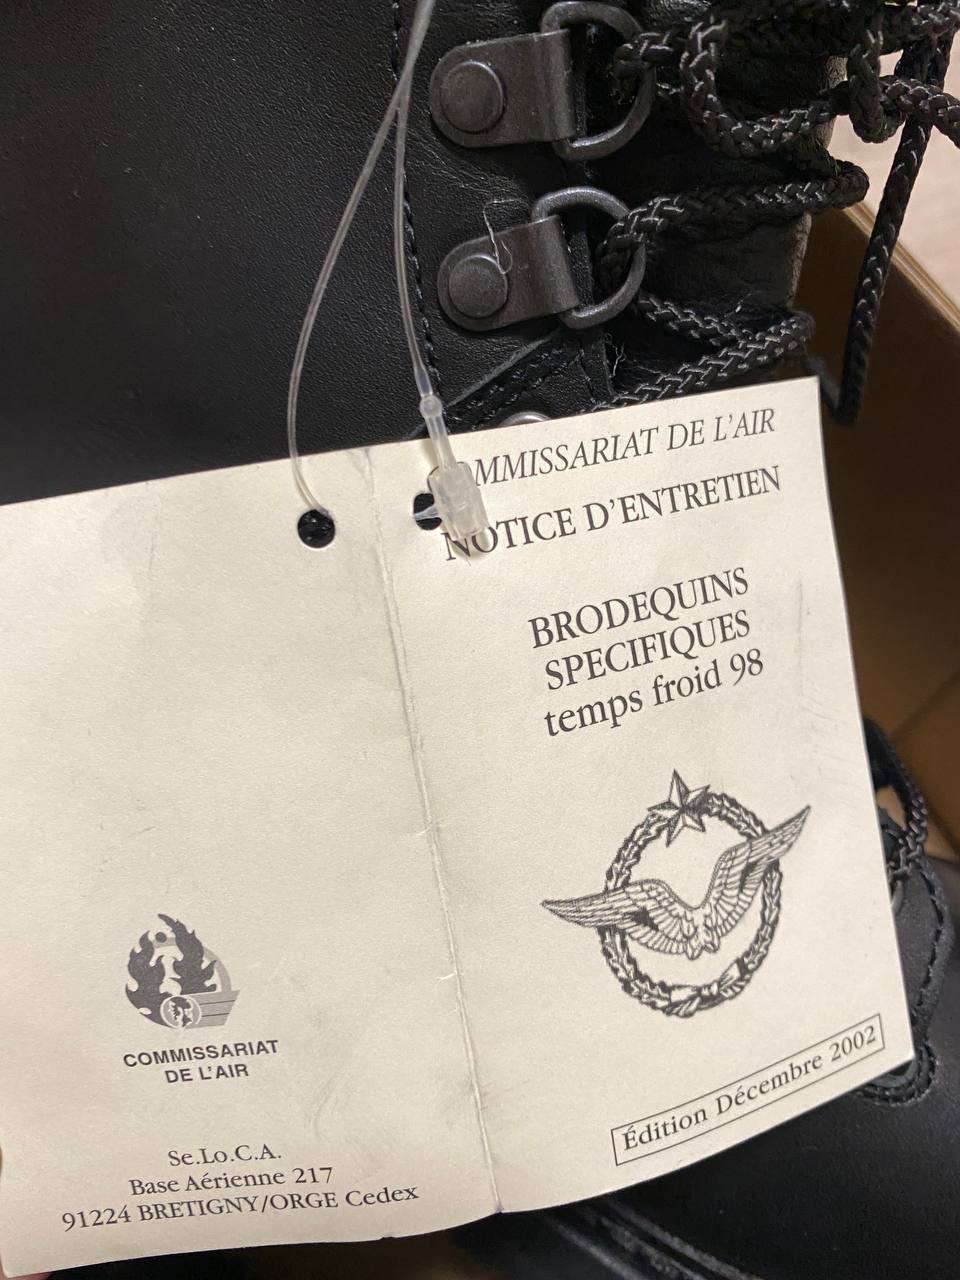 COMMISSARIAT
DE L'AIR
Se.Lo.C.A.
Base Aérienne 217
91224 BRETIGNY/ORGE Cedex
COMMISSARIAT DE L'AIR
NOTICE D'ENTRETIEN
BRODEQUINS
SPECIFIQUES
temps froid 98
Édition Décembre 2002